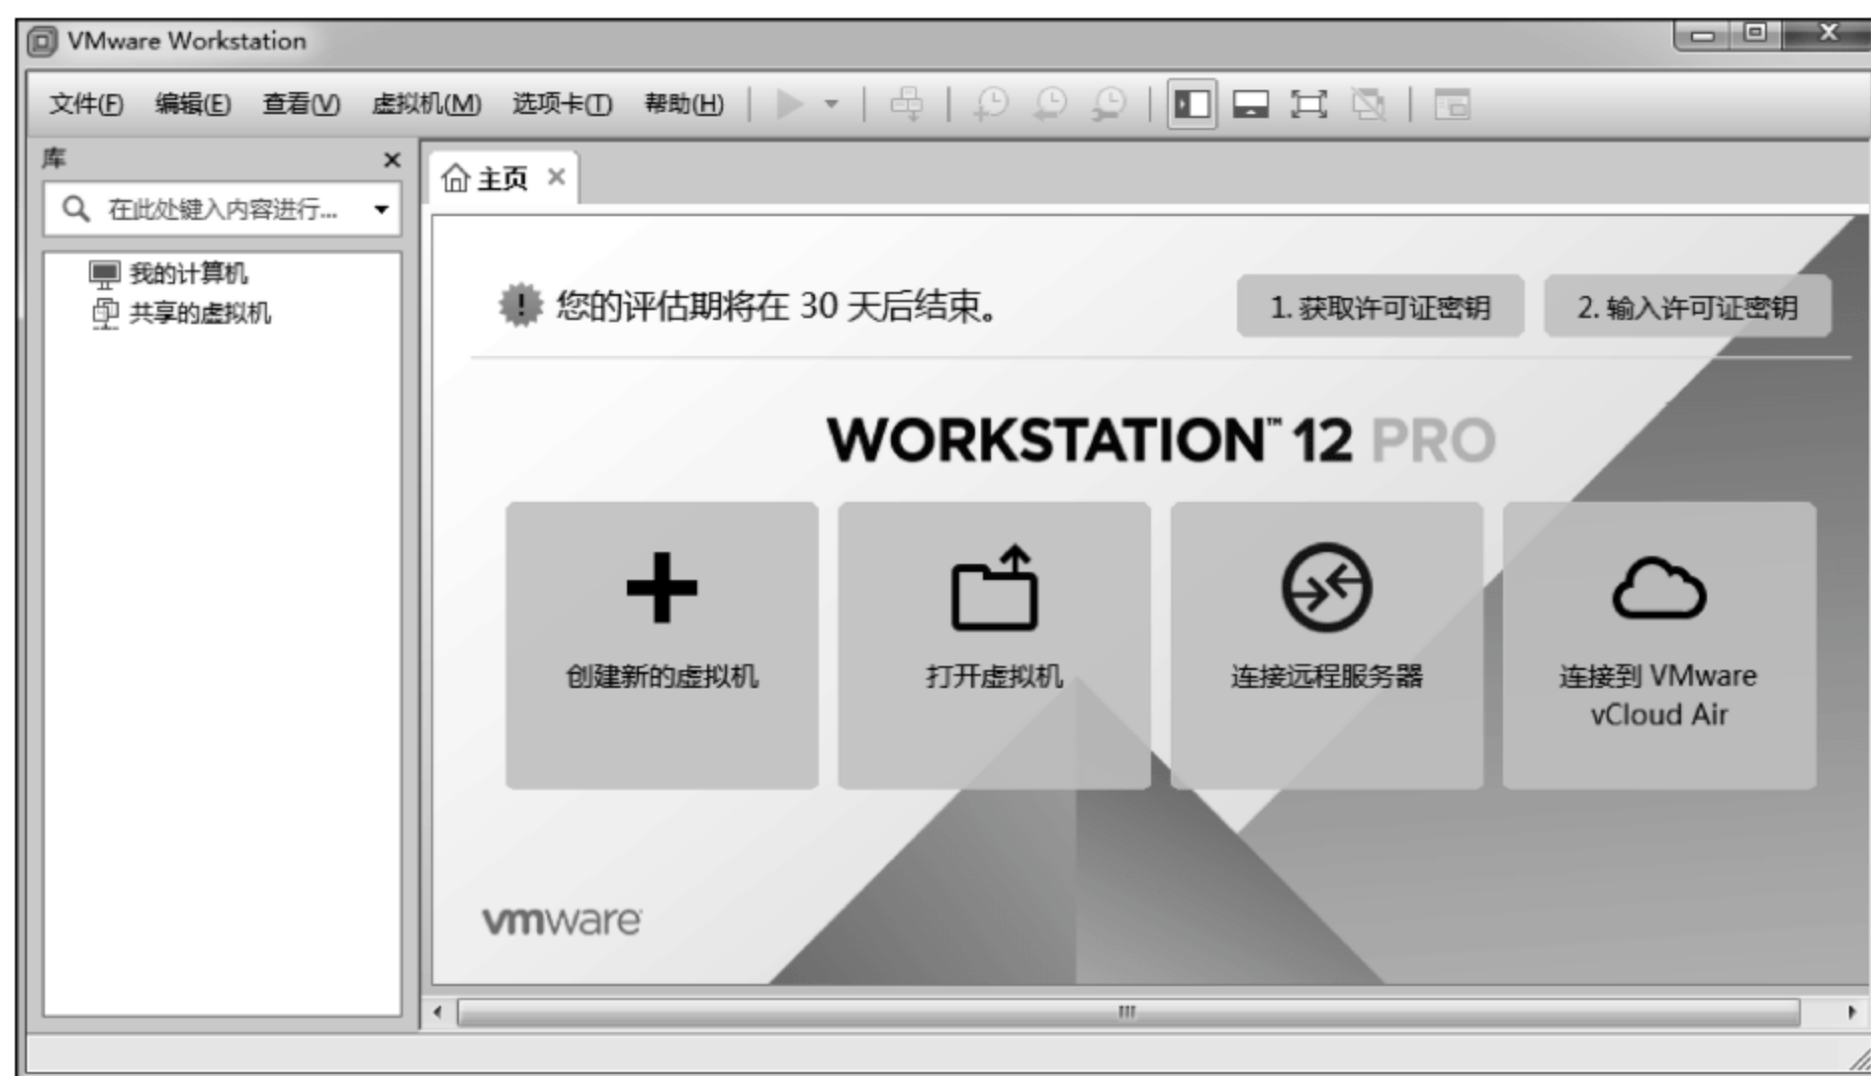 VMware Workstation
文件(F) 编辑(E) 查看(V) 虚拟机(M) 选项卡(T) 帮助(H)
库
主页
在此处键入内容进行...
我的计算机
共享的虚拟机
您的评估期将在 30 天后结束。
1. 获取许可证密钥
2. 输入许可证密钥
WORKSTATION™ 12 PRO
创建新的虚拟机
打开虚拟机
连接远程服务器
连接到 VMware
vCloud Air
vmware